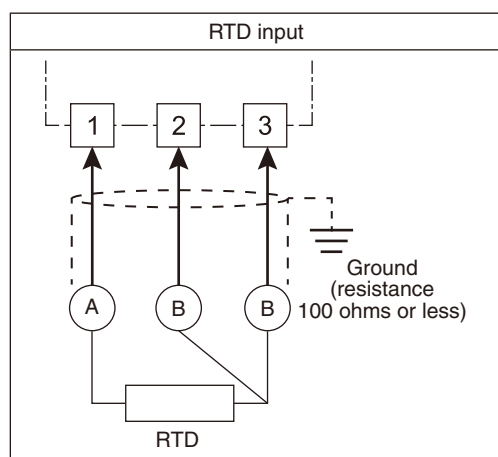 RTD input
1 2 3
Ground
(resistance
100 ohms or less)
A B B
RTD